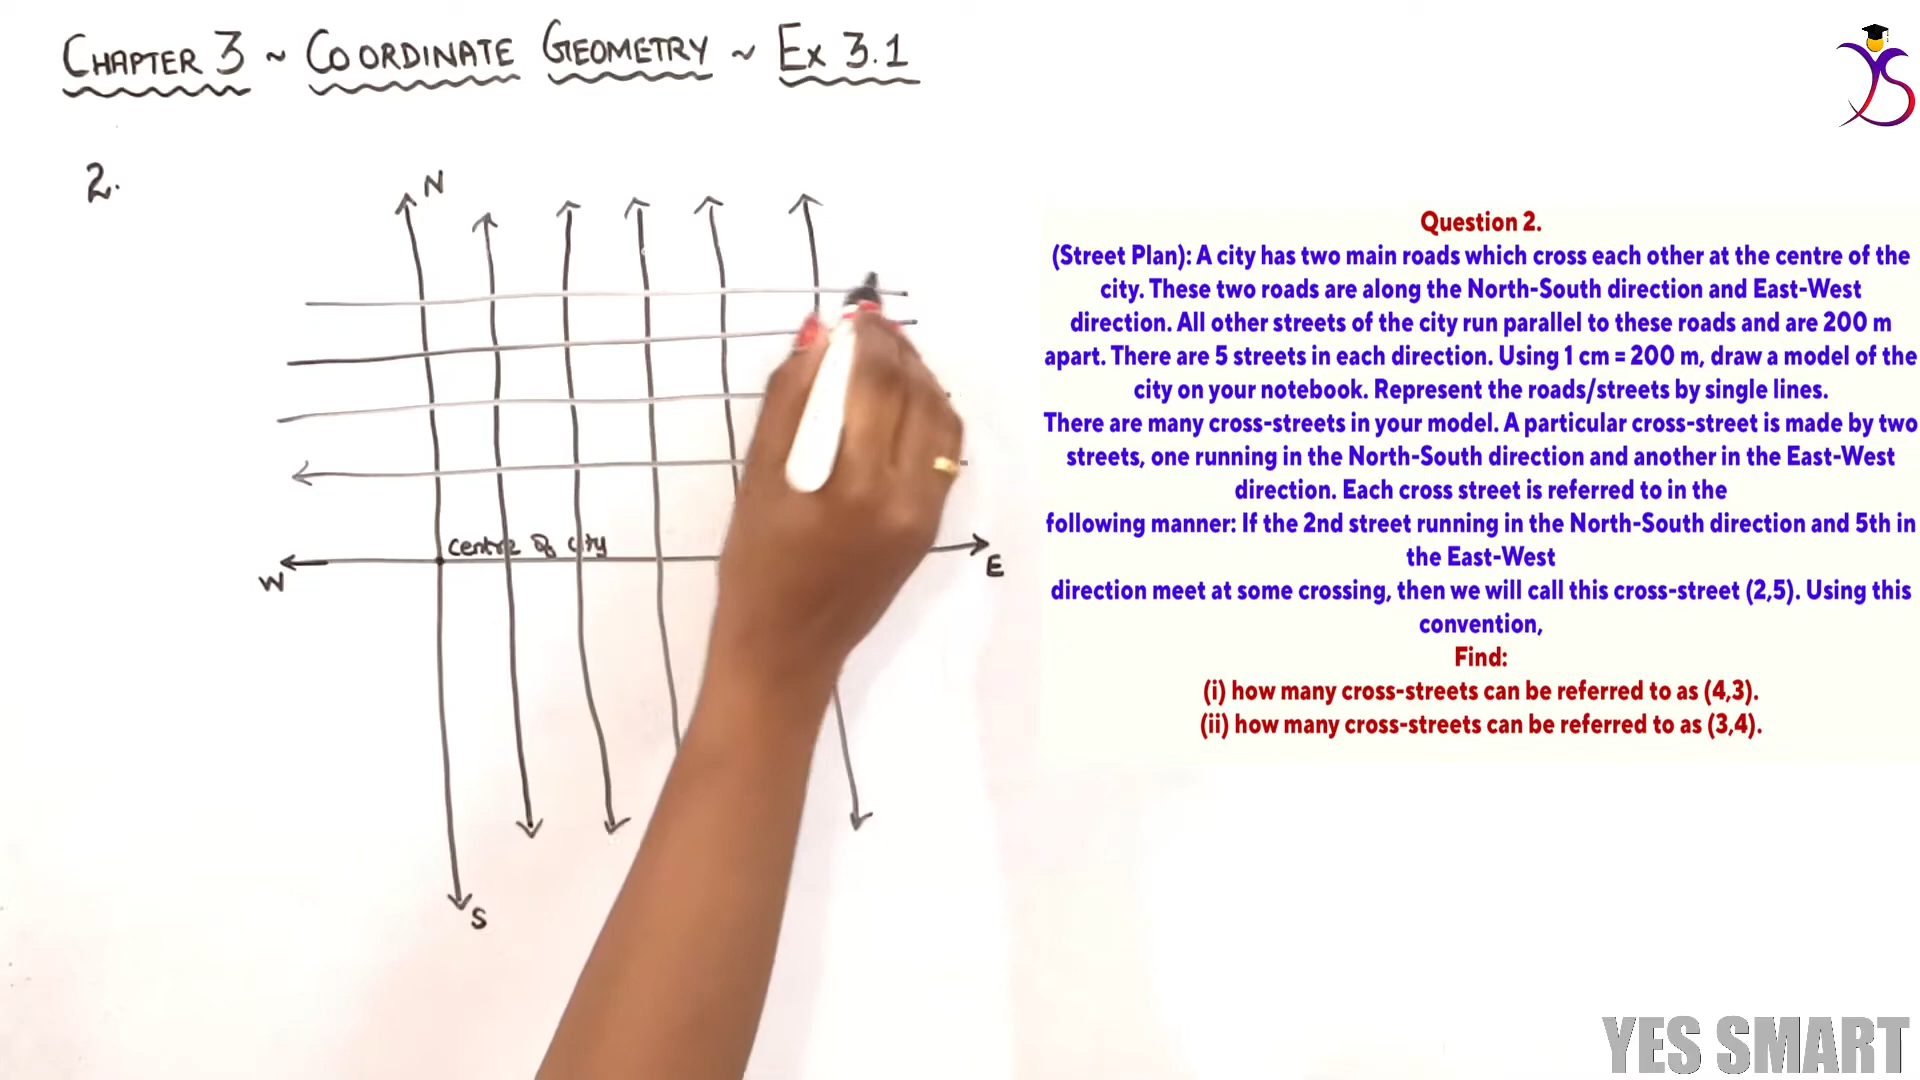 CHAPTER 3 ~ COORDINATE GEOMETRY ~ Ex 3.1
2.
N
Centre of city
W
E
S
Question 2.
(Street Plan): A city has two main roads which cross each other at the centre of the
city. These two roads are along the North-South direction and East-West
direction. All other streets of the city run parallel to these roads and are 200 m
apart. There are 5 streets in each direction. Using 1 cm = 200 m, draw a model of the
city on your notebook. Represent the roads/streets by single lines.
There are many cross-streets in your model. A particular cross-street is made by two
streets, one running in the North-South direction and another in the East-West
direction. Each cross street is referred to in the
following manner: If the 2nd street running in the North-South direction and 5th in
the East-West
direction meet at some crossing, then we will call this cross-street (2,5). Using this
convention,
Find:
(i) how many cross-streets can be referred to as (4,3).
(ii) how many cross-streets can be referred to as (3,4).
YS
YES SMART